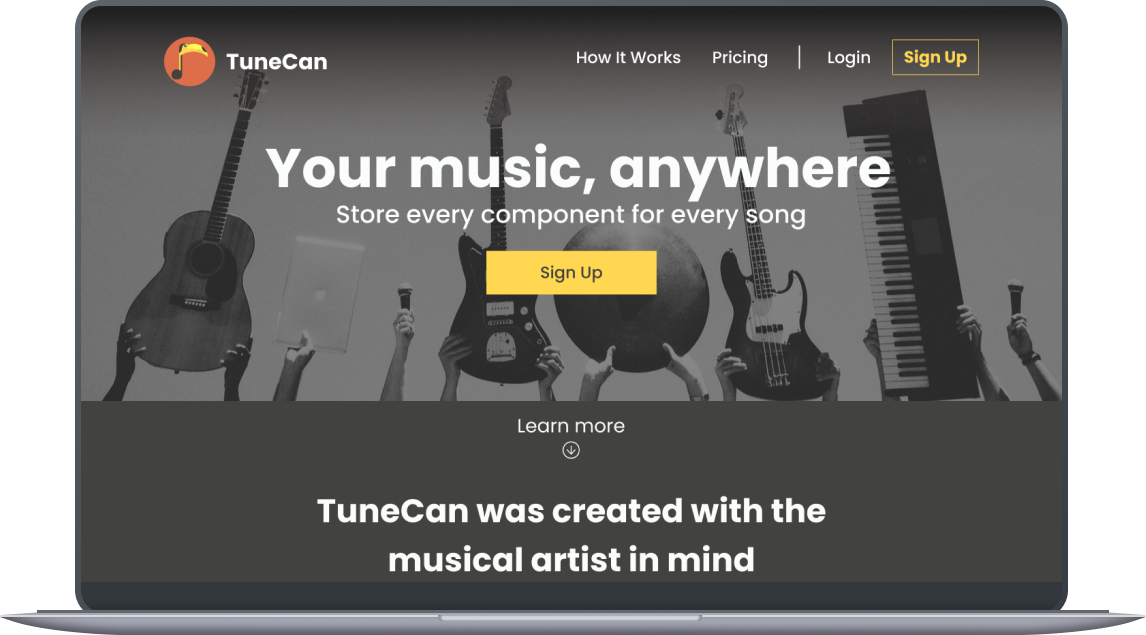 TuneCan
How It Works
Pricing
Login
Sign Up
Your music, anywhere
Store every component for every song
Sign Up
Learn more
TuneCan was created with the
musical artist in mind